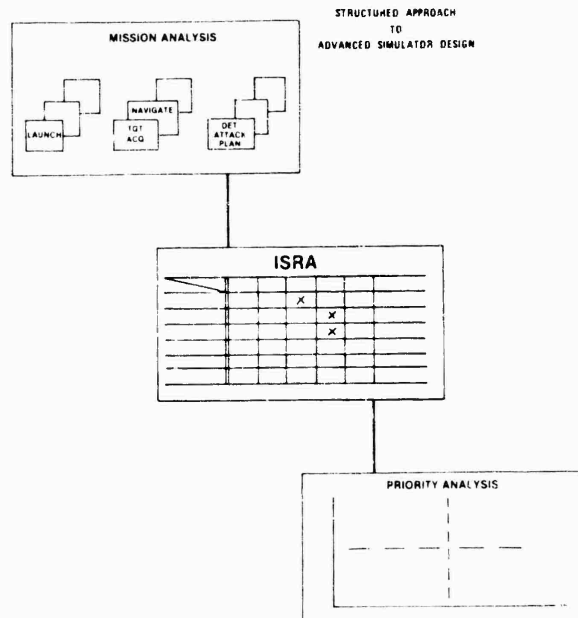 STRUCTURED APPROACH
TO
ADVANCED SIMULATOR DESIGN
MISSION ANALYSIS
LAUNCH
NAVIGATE
TGT
ACQ
DET
ATTACK
PLAN
ISRA
X
X
X
PRIORITY ANALYSIS